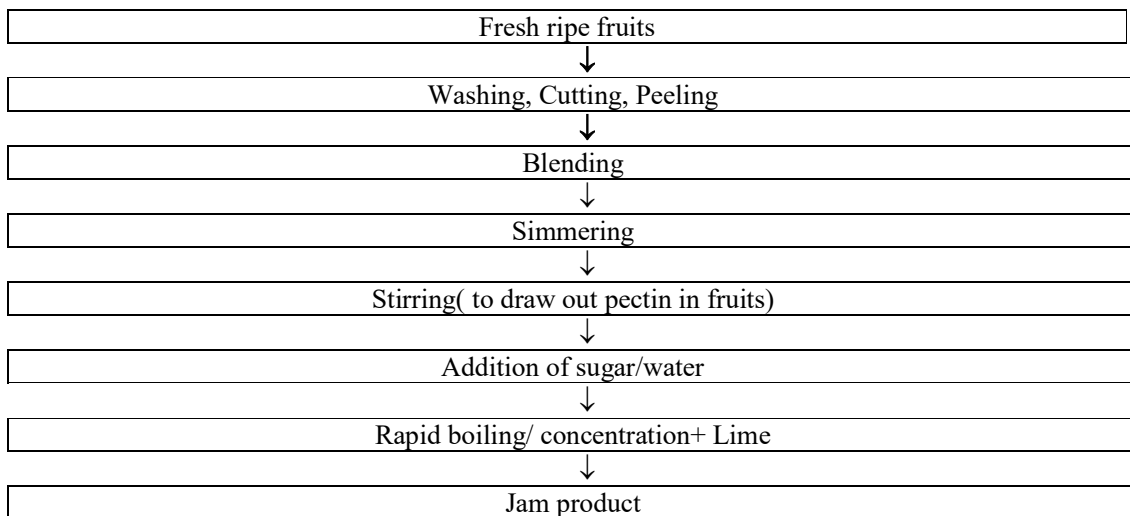 Fresh ripe fruits
↓
Washing, Cutting, Peeling
↓
Blending
↓
Simmering
↓
Stirring( to draw out pectin in fruits)
↓
Addition of sugar/water
↓
Rapid boiling/ concentration+ Lime
↓
Jam product